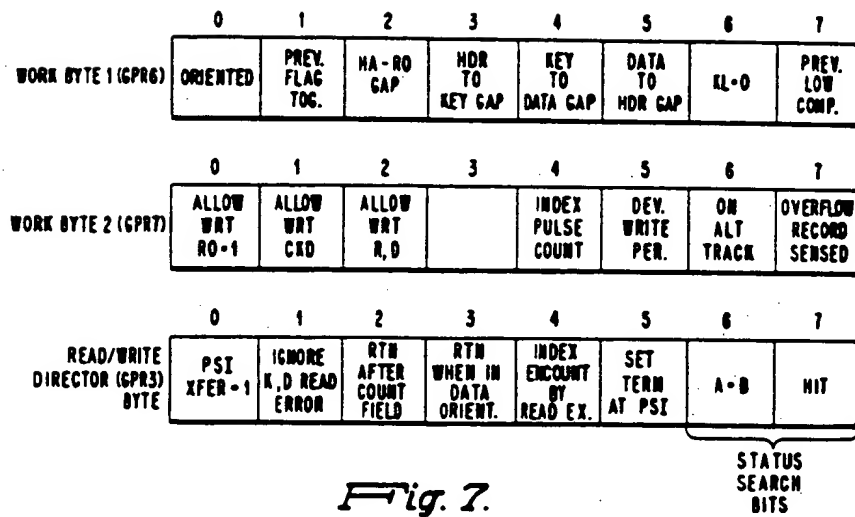 0 1 2 3 4 5 6 7
WORK BYTE 1 (GPR6)
ORIENTED
PREV.
FLAG
TOG.
HA-RO
GAP
HDR
TO
KEY GAP
KEY
TO
DATA GAP
DATA
TO
HDR GAP
KL=0
PREV.
LOW
COMP.
0 1 2 3 4 5 6 7
WORK BYTE 2 (GPR7)
ALLOW
WRT
RO=1
ALLOW
WRT
CKD
ALLOW
WRT
K,D
INDEX
PULSE
COUNT
DEV.
WRITE
PER.
ON
ALT
TRACK
OVERFLOW
RECORD
SENSED
0 1 2 3 4 5 6 7
READ/WRITE
DIRECTOR (GPR3)
BYTE
PSI
XFER=1
IGNORE
K,D READ
ERROR
RTN
AFTER
COUNT
FIELD
RTN
WHEN IN
DATA
ORIENT.
INDEX
ENCOUNT
BY
READ EX.
SET
TERM
AT PSI
A=B
HIT
STATUS
SEARCH
BITS
Fig. 7.